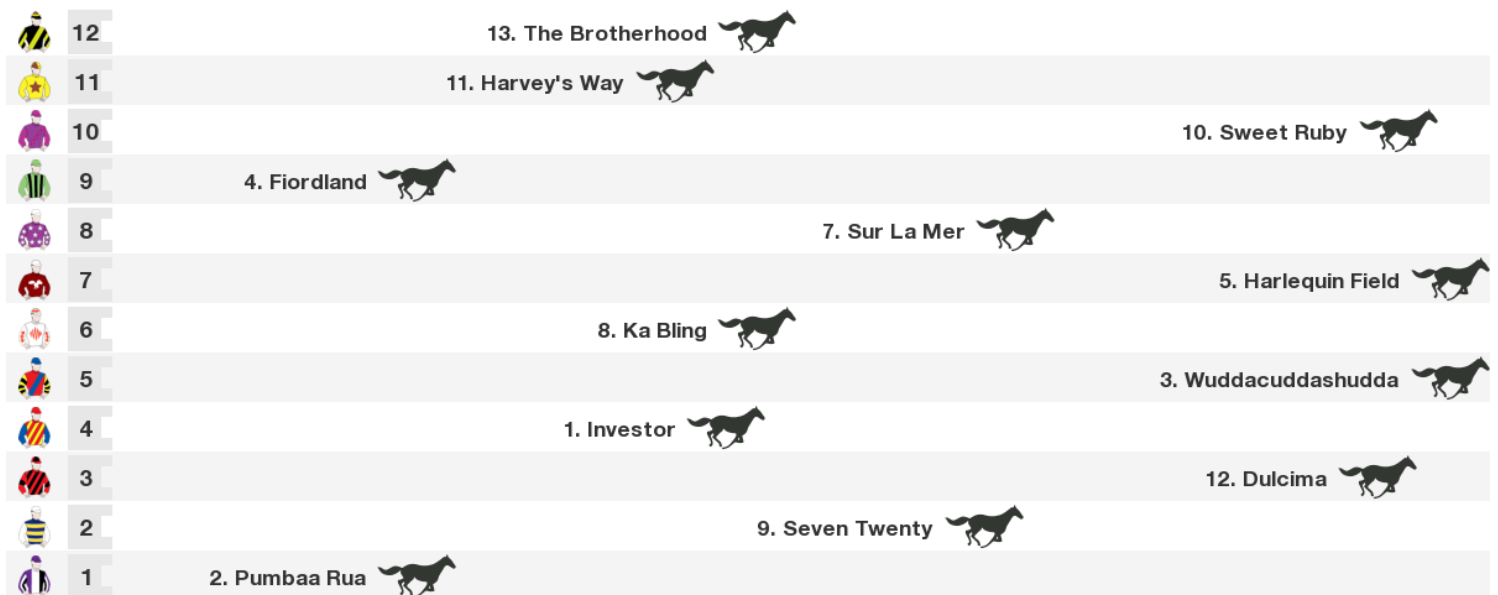 12 13. The Brotherhood
11 11. Harvey's Way
10 10. Sweet Ruby
9 4. Fiordland
8 7. Sur La Mer
7 5. Harlequin Field
6 8. Ka Bling
5 3. Wuddacuddashudda
4 1. Investor
3 12. Dulcima
2 9. Seven Twenty
1 2. Pumbaa Rua